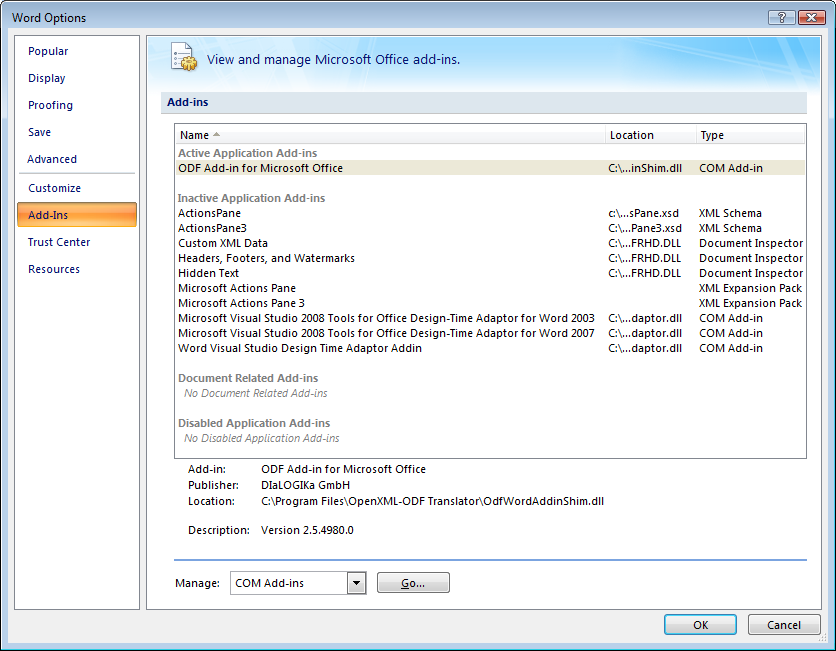 Word Options
Popular
Display
Proofing
Save
Advanced
Customize
Add-Ins
Trust Center
Resources
View and manage Microsoft Office add-ins.
Add-ins
Name Location Type
Active Application Add-ins
ODF Add-in for Microsoft Office C:\...inShim.dll COM Add-in
Inactive Application Add-ins
ActionsPane c:\...sPane.xsd XML Schema
ActionsPane3 C:\...Pane3.xsd XML Schema
Custom XML Data C:\...FRHD.DLL Document Inspector
Headers, Footers, and Watermarks C:\...FRHD.DLL Document Inspector
Hidden Text C:\...FRHD.DLL Document Inspector
Microsoft Actions Pane XML Expansion Pack
Microsoft Actions Pane 3 XML Expansion Pack
Microsoft Visual Studio 2008 Tools for Office Design-Time Adaptor for Word 2003 C:\...daptor.dll COM Add-in
Microsoft Visual Studio 2008 Tools for Office Design-Time Adaptor for Word 2007 C:\...daptor.dll COM Add-in
Word Visual Studio Design Time Adaptor Addin C:\...daptor.dll COM Add-in
Document Related Add-ins
No Document Related Add-ins
Disabled Application Add-ins
No Disabled Application Add-ins
Add-in: ODF Add-in for Microsoft Office
Publisher: DIaLOGIKa GmbH
Location: C:\Program Files\OpenXML-ODF Translator\OdfWordAddinShim.dll
Description: Version 2.5.4980.0
Manage: COM Add-ins Go...
OK Cancel